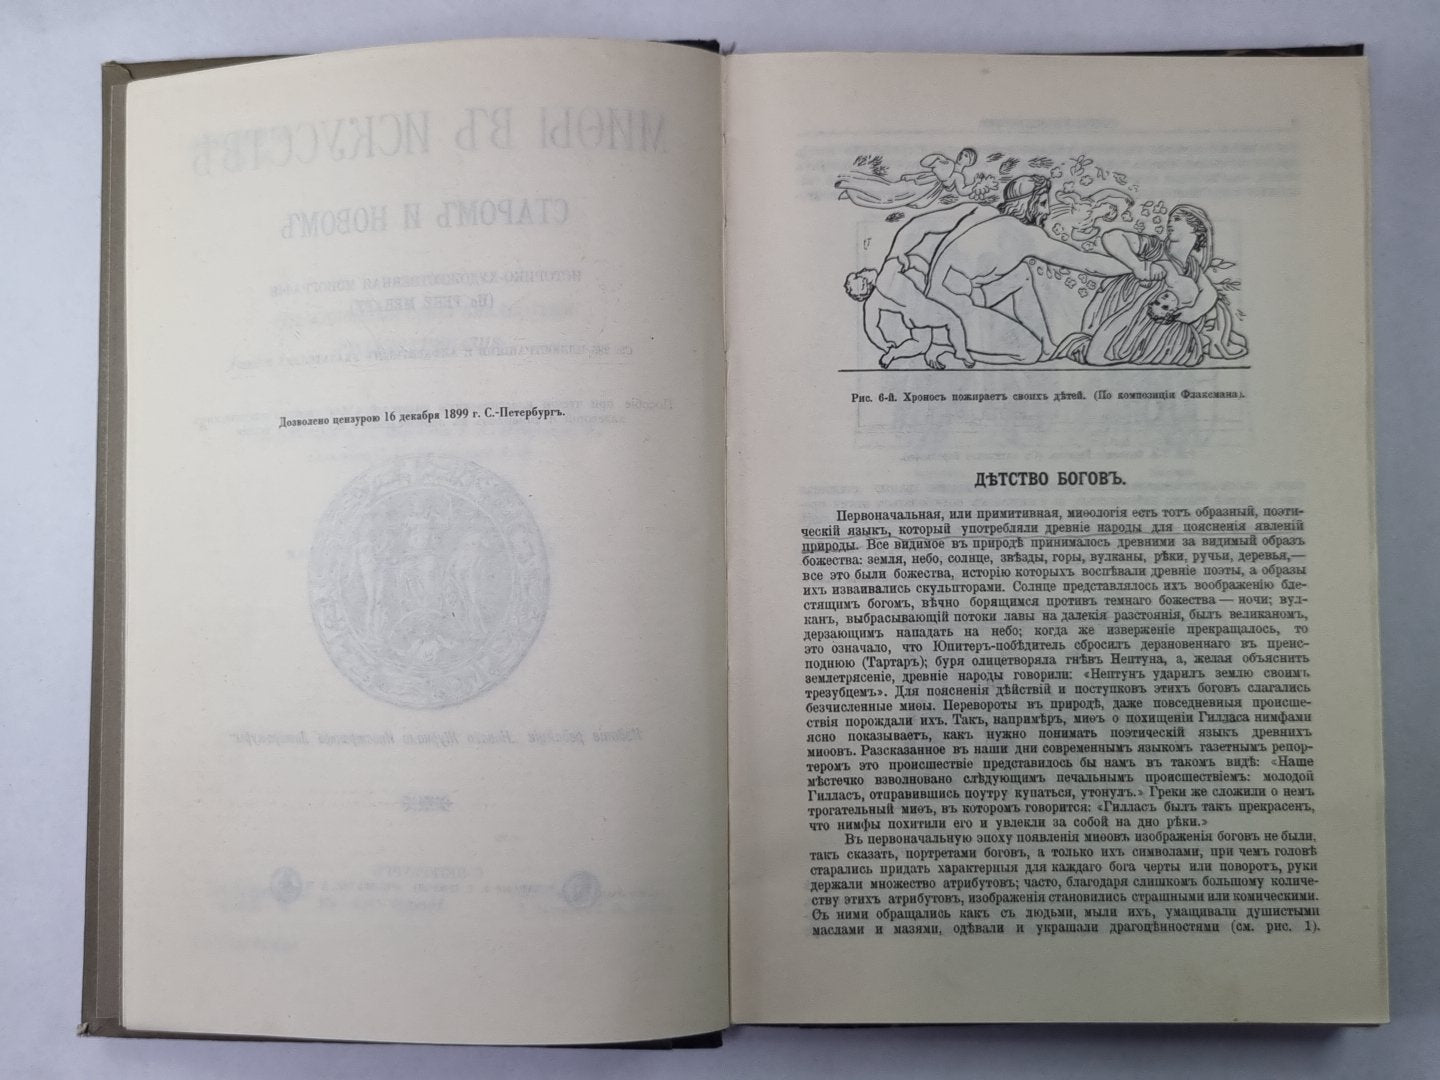 МИѲЫ ВЪ ИСКУССТВѢ
СТАРОМЪ И НОВОМЪ
ИСТОРИКО-ХУДОЖЕСТВЕННАЯ МОНОГРАФІЯ
Дозволено цензурою 16 декабря 1899 г. С.-Петербургъ.
Рис. 6-й. Хроносъ пожираетъ своихъ дѣтей. (По композиція Флаксмана).
ДѢТСТВО БОГОВЪ.
Первоначальная, или примитивная, миѳологія есть тотъ образный, поэти-
ческій языкъ, который употребляли древніе народы для поясненія явленій
природы. Все видимое въ природѣ принималось древними за видимый образъ
божества: земля, небо, солнце, звѣзды, горы, вулканы, рѣки, ручьи, деревья,—
все это были божества, исторію которыхъ воспѣвали древніе поэты, а образы
ихъ изваивались скульпторами. Солнце представлялось ихъ воображенію бле-
стящимъ богомъ, вѣчно борящимся противъ темнаго божества — ночи; вул-
канъ, выбрасывающій потоки лавы на далекія разстоянія, былъ великаномъ,
дерзающимъ нападать на небо; когда же изверженіе прекращалось, то
это означало, что Юпитеръ-побѣдитель сбросилъ дерзновеннаго въ преис-
поднюю (Тартаръ); буря олицетворяла гнѣвъ Нептуна, а, желая объяснить
землетрясеніе, древніе народы говорили: «Нептунъ ударилъ землю своимъ
трезубцемъ». Для поясненія дѣйствій и поступковъ этихъ боговъ слагались
безчисленные миѳы. Перевороты въ природѣ, даже повседневныя происше-
ствія порождали ихъ. Такъ, напримѣръ, миѳъ о похищеніи Гилласа нимфами
ясно показываетъ, какъ нужно понимать поэтическій языкъ древнихъ
миѳовъ. Разсказанное въ наши дни современнымъ языкомъ газетнымъ репор-
теромъ это происшествіе представилось бы намъ въ такомъ видѣ: «Наше
мѣстечко взволновано слѣдующимъ печальнымъ происшествіемъ: молодой
Гилласъ, отправившись поутру купаться, утонулъ.» Греки же сложили о немъ
трогательный миѳъ, въ которомъ говорится: «Гилласъ былъ такъ прекрасенъ,
что нимфы похитили его и увлекли за собой на дно рѣки.»
Въ первоначальную эпоху появленія миѳовъ изображенія боговъ не были,
такъ сказать, портретами боговъ, а только ихъ символами, при чемъ головѣ
старались придать характерныя для каждаго бога черты или поворотъ, руки
держали множество атрибутовъ; часто, благодаря слишкомъ большому количе-
ству этихъ атрибутовъ, изображенія становились страшными или комическими.
Съ ними обращались какъ съ людьми, мыли ихъ, умащивали душистыми
маслами и мазями, одѣвали и украшали драгоцѣнностями (см. рис. 1).